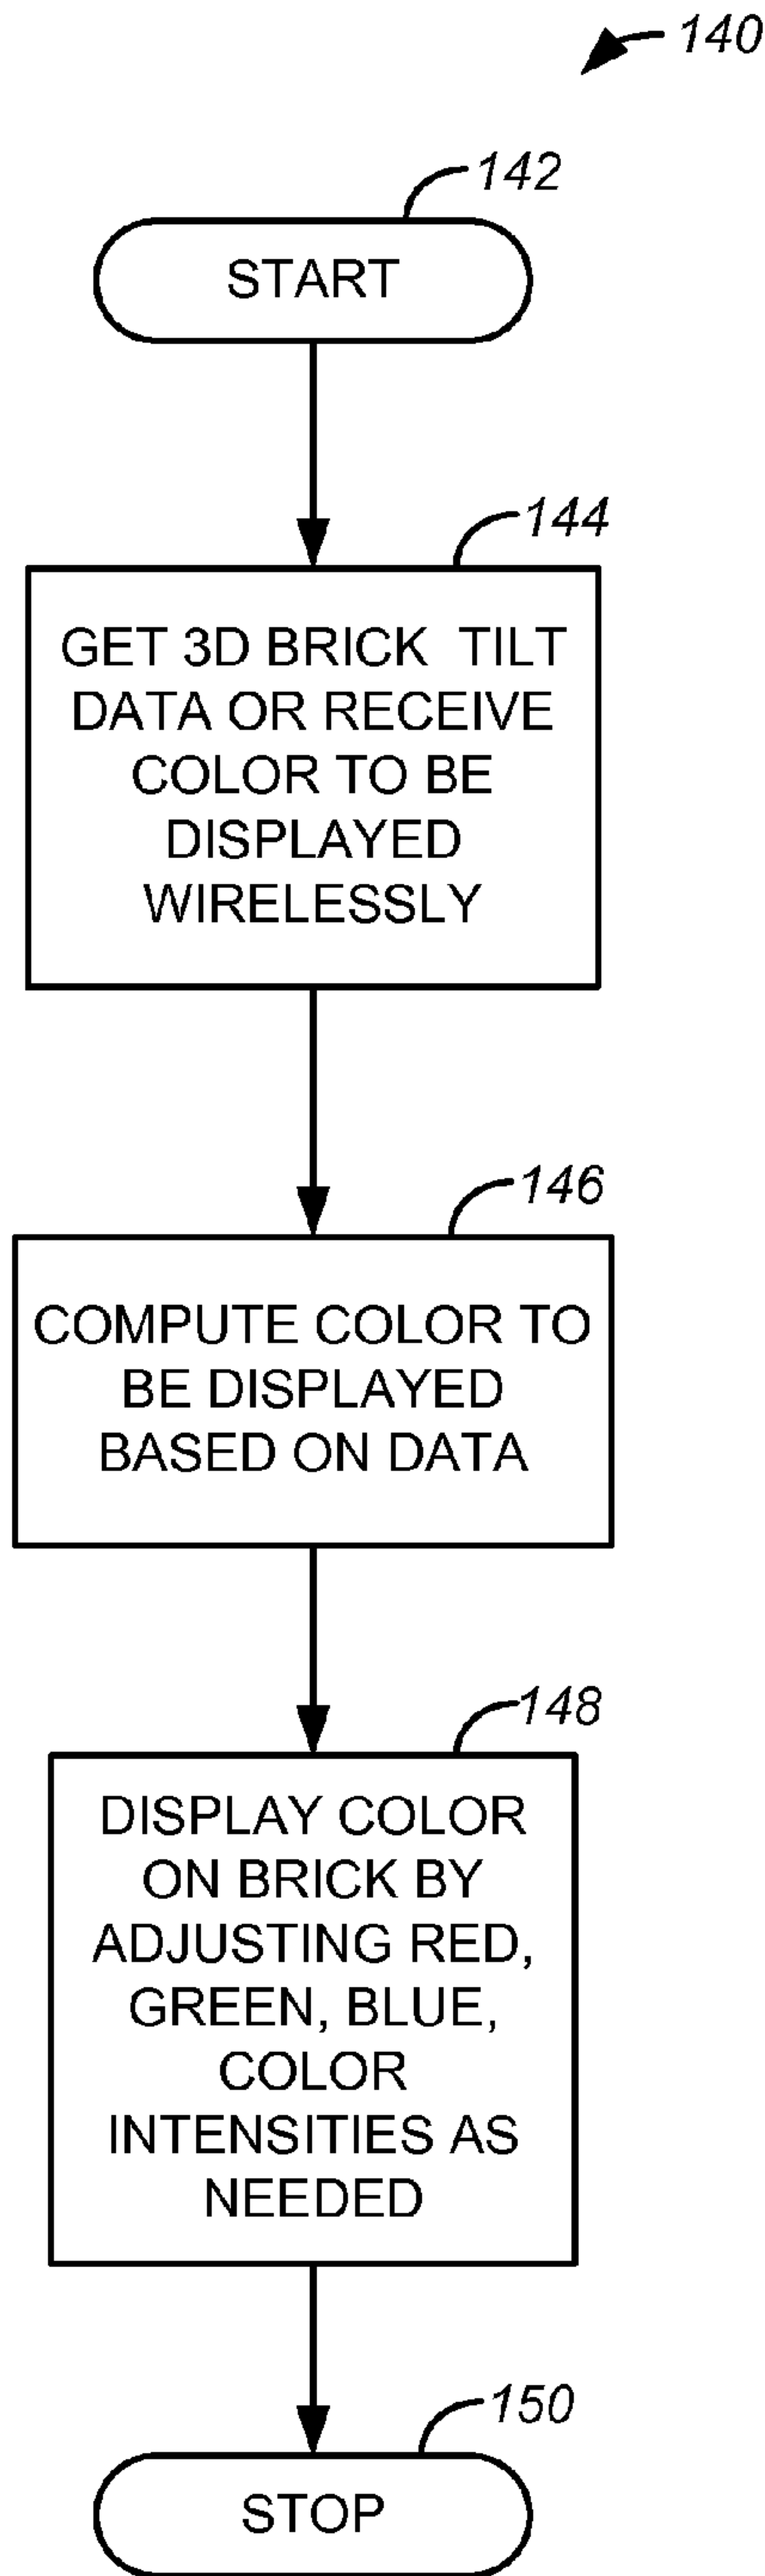 140
142
START
144
GET 3D BRICK TILT
DATA OR RECEIVE
COLOR TO BE
DISPLAYED
WIRELESSLY
146
COMPUTE COLOR TO
BE DISPLAYED
BASED ON DATA
148
DISPLAY COLOR
ON BRICK BY
ADJUSTING RED,
GREEN, BLUE,
COLOR
INTENSITIES AS
NEEDED
150
STOP